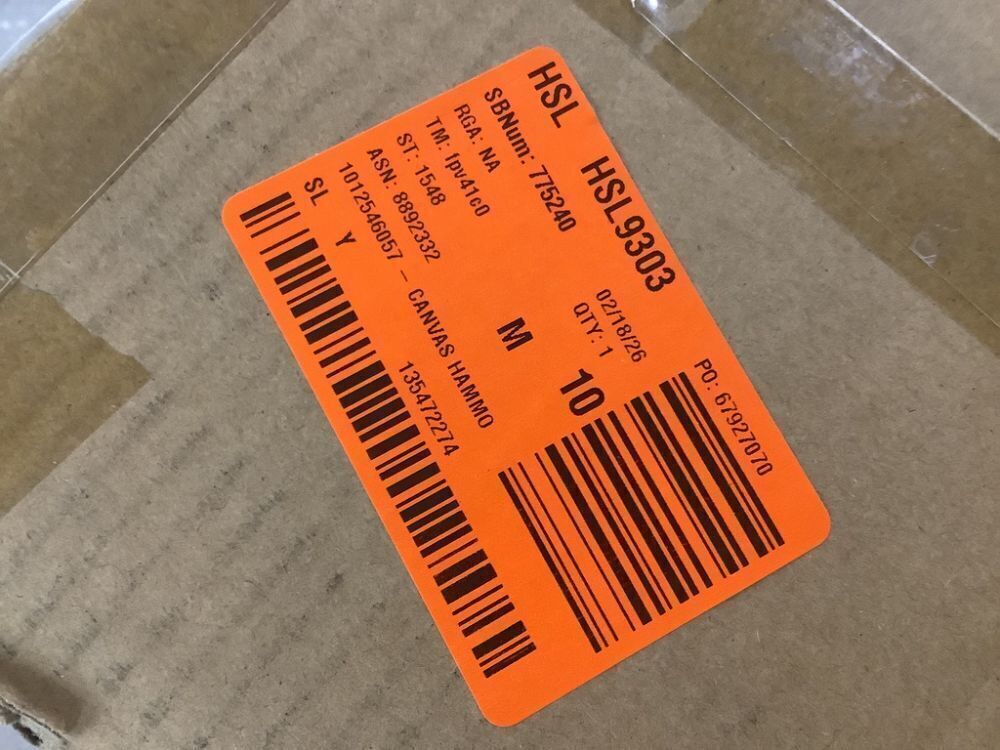 HSL HSL9303
SBNum: 775240
RGA: NA
02/18/26
PO: 67927070
TM: fpv41c0
QTY: 1
ST: 1548
M
10
ASN: 8892332
1012546057 - CANVAS HAMMO
SL Y 135472274